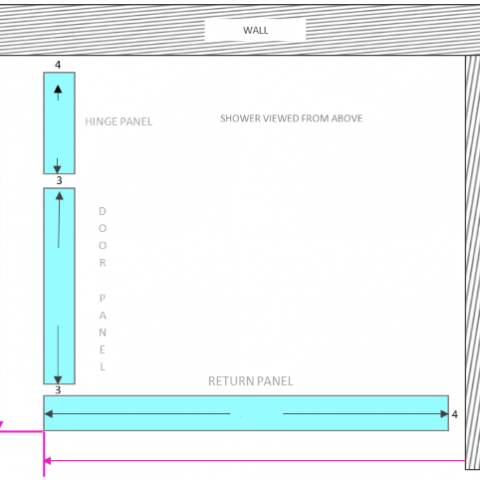 WALL
4
HINGE PANEL
SHOWER VIEWED FROM ABOVE
3
D
O
O
R
P
A
N
E
L
3
RETURN PANEL
4